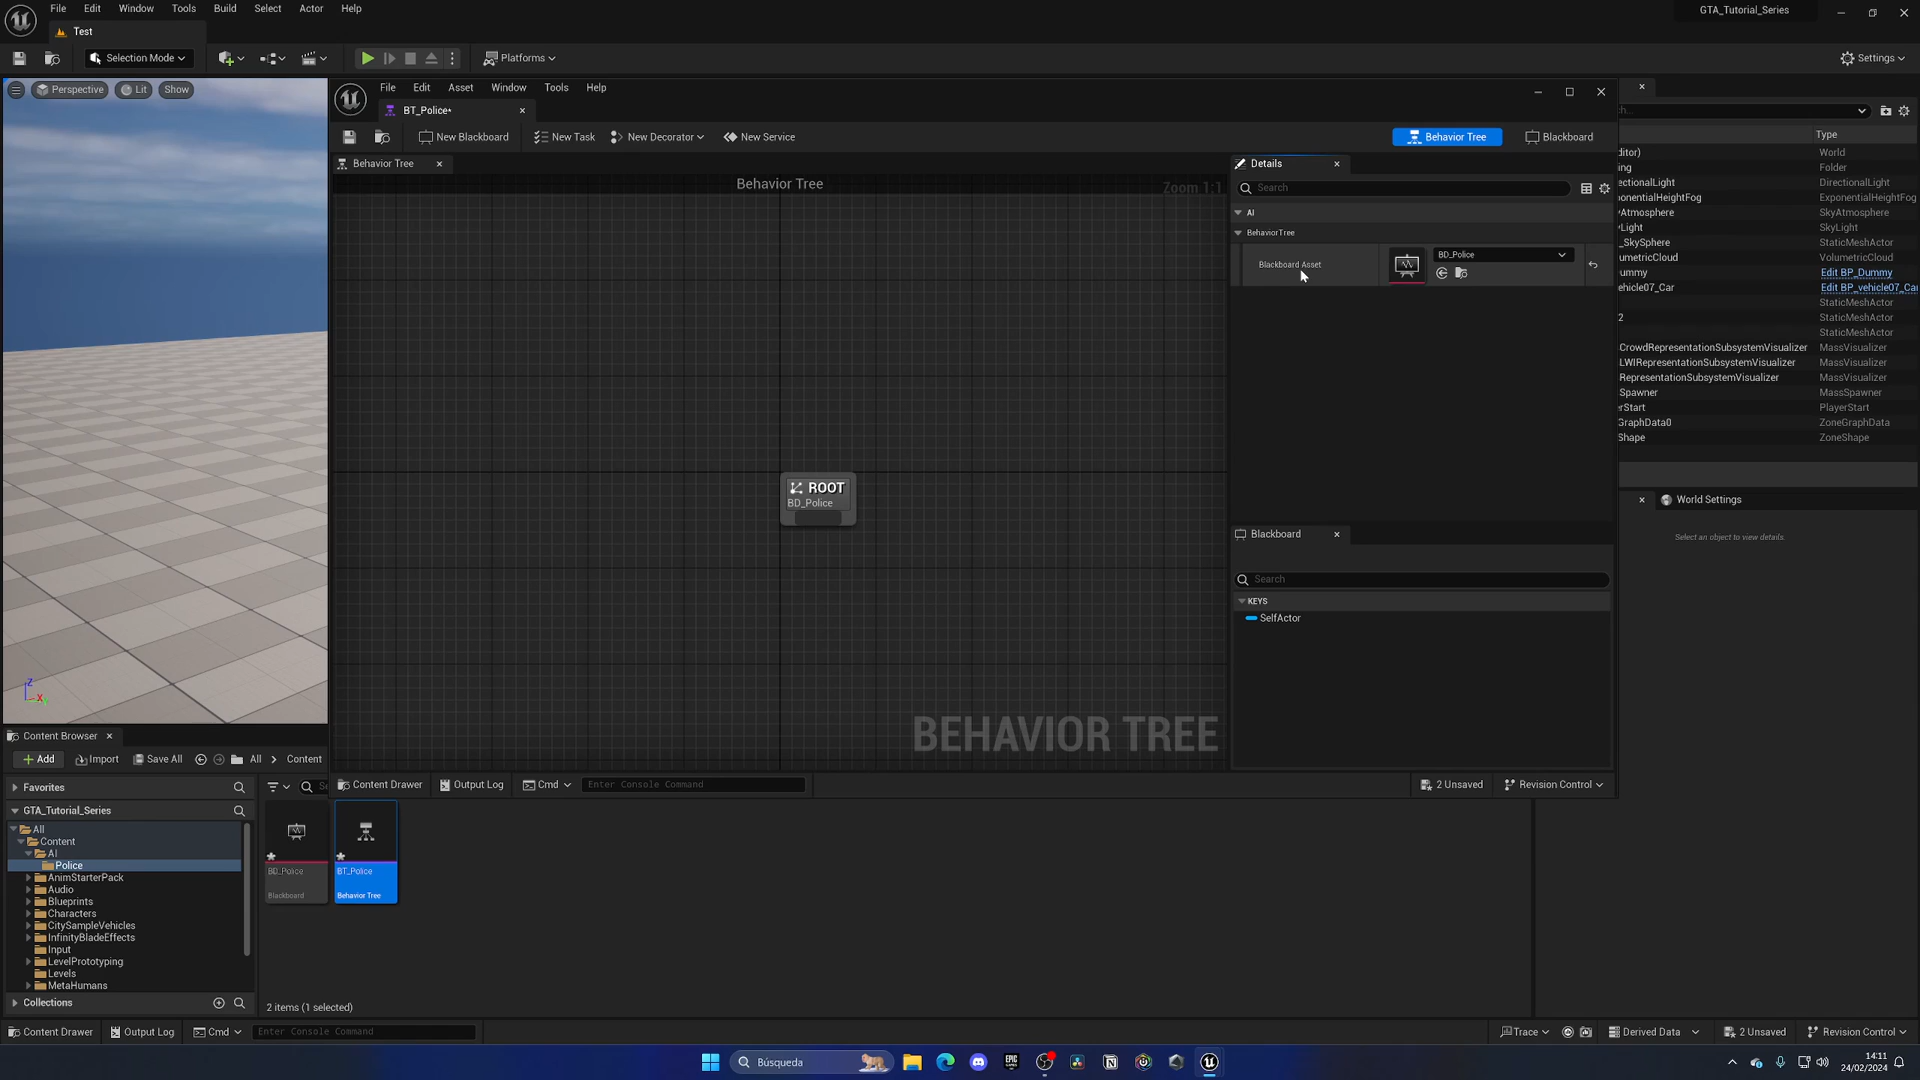 File Edit Window Tools Build Select Actor Help
GTA_Tutorial_Series
Test
Selection Mode
Platforms
Settings
Perspective Lit Show
File Edit Asset Window Tools Help
BT_Police*
New Blackboard New Task New Decorator New Service
Behavior Tree Blackboard
Behavior Tree
Behavior Tree
Zoom 1:1
ROOT
BD_Police
BEHAVIOR TREE
Details
Search
AI
BehaviorTree
Blackboard Asset
BD_Police
Blackboard
Search
KEYS
SelfActor
Content Drawer Output Log Cmd Enter Console Command
2 Unsaved Revision Control
Type
World
Folder
ectionalLight DirectionalLight
ponentialHeightFog ExponentialHeightFog
Atmosphere SkyAtmosphere
Light SkyLight
_SkySphere StaticMeshActor
umetricCloud VolumetricCloud
ummy Edit BP_Dummy
ehicle07_Car Edit BP_vehicle07_Ca
StaticMeshActor
2 StaticMeshActor
StaticMeshActor
CrowdRepresentationSubsystemVisualizer MassVisualizer
LWIRepresentationSubsystemVisualizer MassVisualizer
RepresentationSubsystemVisualizer MassVisualizer
Spawner MassSpawner
rStart PlayerStart
GraphData0 ZoneGraphData
Shape ZoneShape
World Settings
Select an object to view details.
Z
X
Content Browser
Add Import Save All All Content
Favorites
GTA_Tutorial_Series
All
Content
AI
Police
AnimStarterPack
Audio
Blueprints
Characters
CitySampleVehicles
InfinityBladeEffects
Input
LevelPrototyping
Levels
MetaHumans
Collections
BD_Police
Blackboard
BT_Police
Behavior Tree
2 items (1 selected)
Content Drawer Output Log Cmd Enter Console Command
Trace Derived Data 2 Unsaved Revision Control
Búsqueda
14:11
24/02/2024